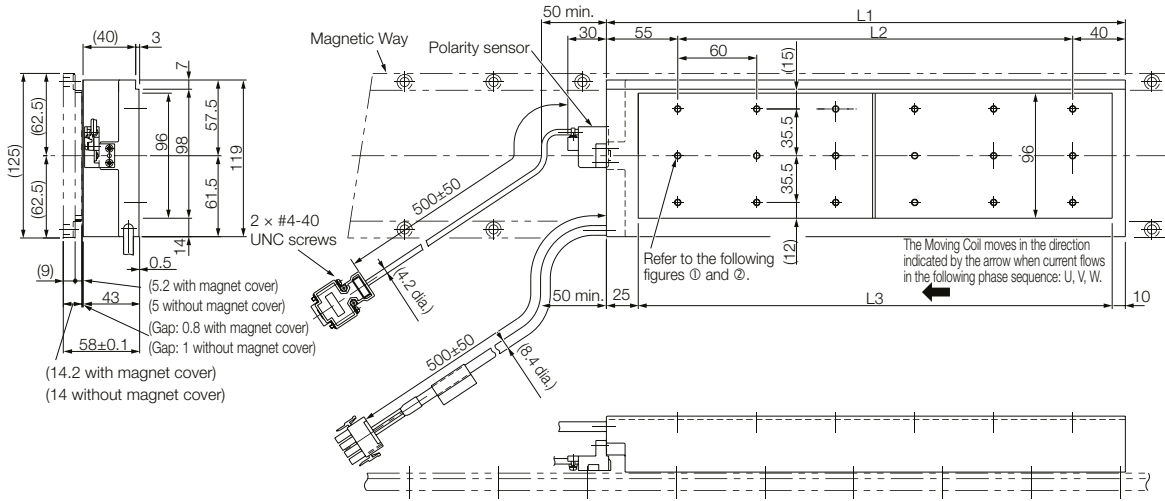 50 min.
L1
(40)
3
Magnetic Way
Polarity sensor
30
55
L2
40
60
(15)
7
(125)
(62.5)
(62.5)
96
98
57.5
61.5
119
35.5
35.5
96
500±50
2 × #4-40
UNC screws
14
(12)
0.5
(9)
(5.2 with magnet cover)
(5 without magnet cover)
43
(Gap: 0.8 with magnet cover)
(Gap: 1 without magnet cover)
58±0.1
(14.2 with magnet cover)
(14 without magnet cover)
(4.2 dia.)
Refer to the following
figures ① and ②.
The Moving Coil moves in the direction
indicated by the arrow when current flows
in the following phase sequence: U, V, W.
50 min.
25
L3
10
500±50
(8.4 dia.)